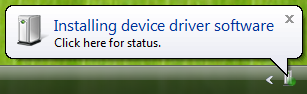 Installing device driver software
Click here for status.